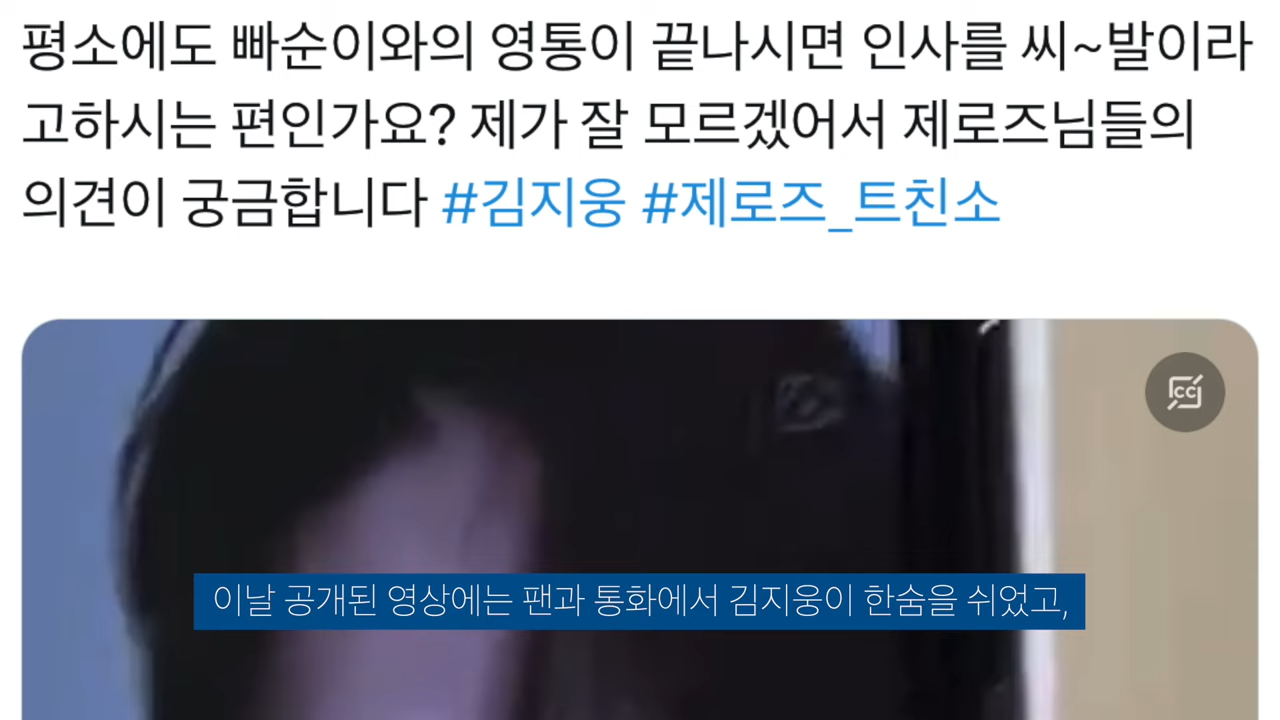 평소에도 빠순이와의 영통이 끝나시면 인사를 씨~발이라
고하시는 편인가요? 제가 잘 모르겠어서 제로즈님들의
의견이 궁금합니다 #김지웅 #제로즈_트친소
CC
이날 공개된 영상에는 팬과 통화에서 김지웅이 한숨을 쉬었고,